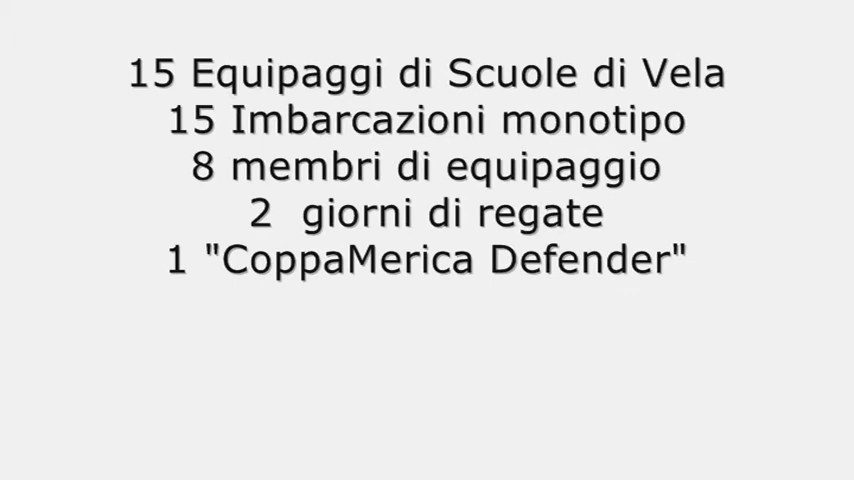 15 Equipaggi di Scuole di Vela
15 Imbarcazioni monotipo
8 membri di equipaggio
2  giorni di regate
1 "CoppaMerica Defender"